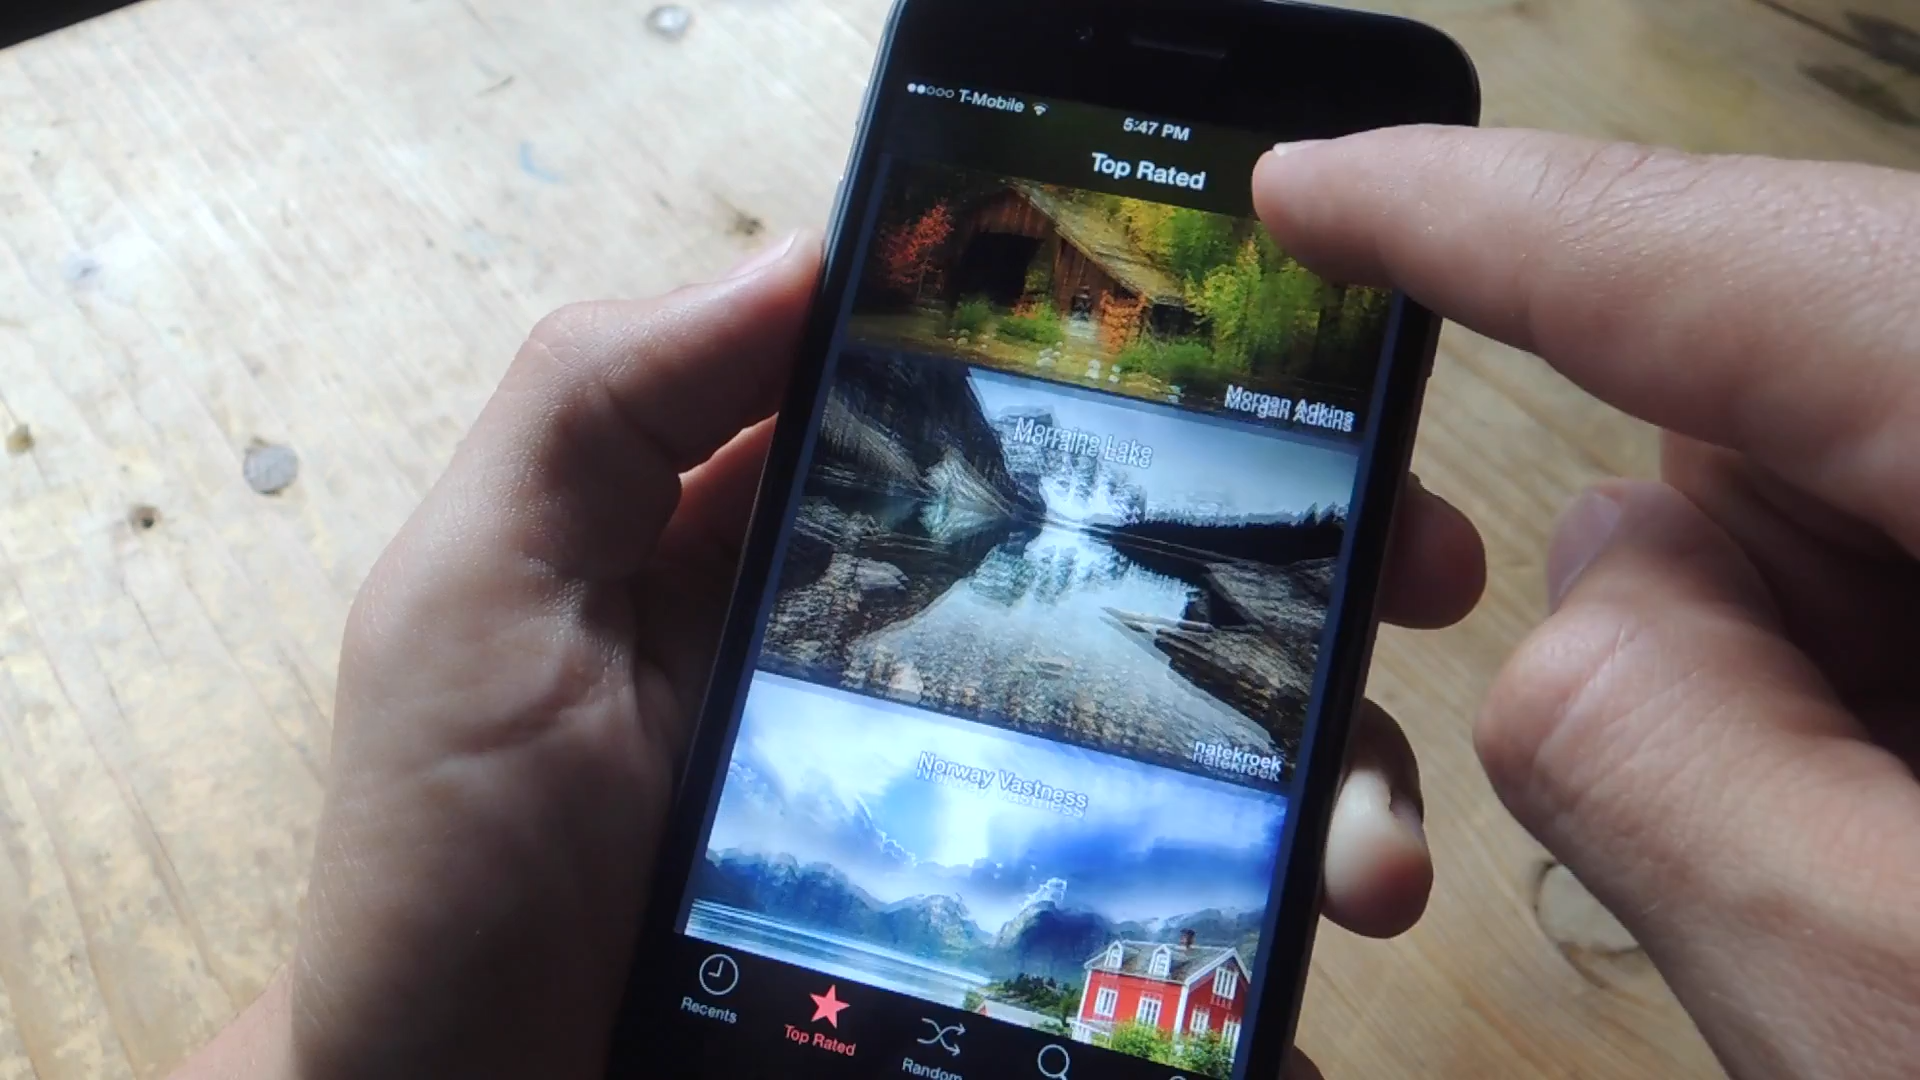 T-Mobile
5:47 PM
Top Rated
Morgan Adkins
Morraine Lake
natekroek
Norway Vastness
Recents
Top Rated
Random